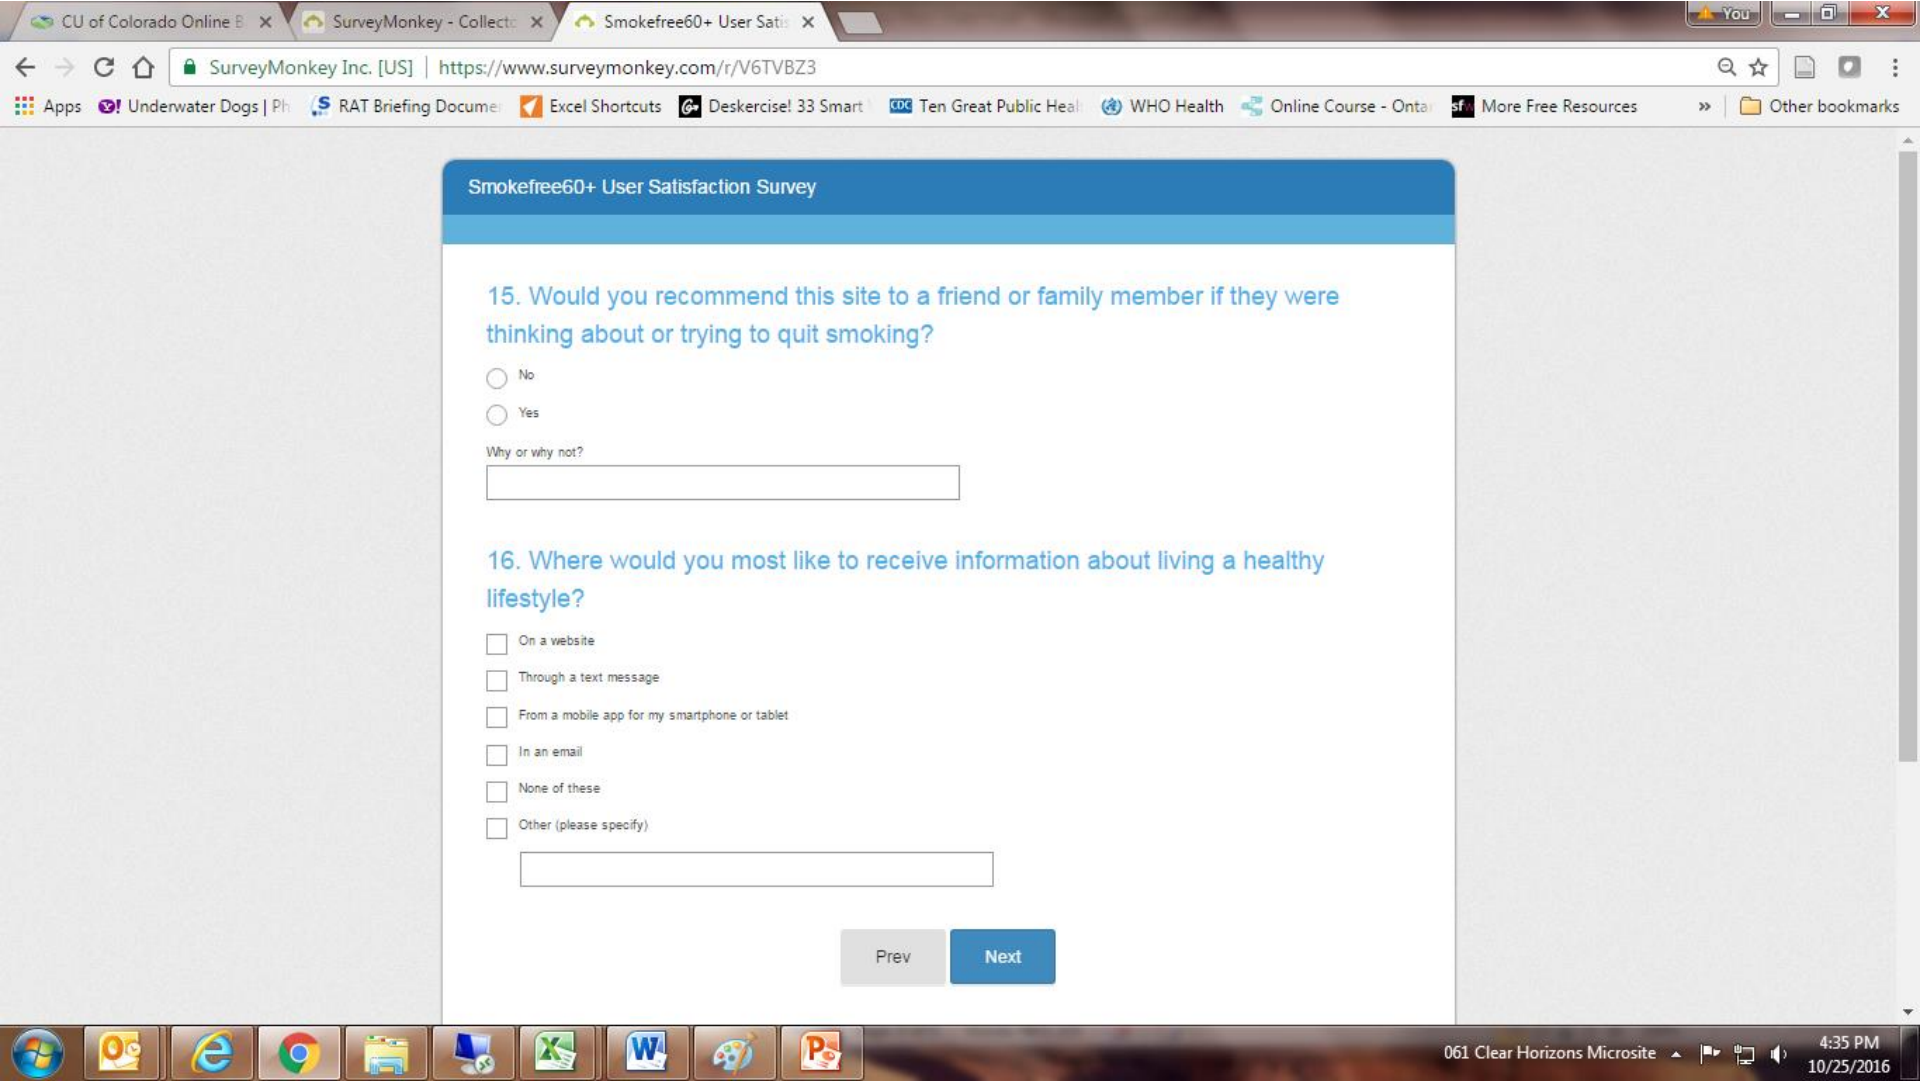 CU of Colorado Online B
SurveyMonkey - Collecto
Smokefree60+ User Satis
You
SurveyMonkey Inc. [US] | https://www.surveymonkey.com/r/V6TVBZ3
Apps Underwater Dogs | Ph RAT Briefing Docume Excel Shortcuts Deskercise! 33 Smart CDC Ten Great Public Heal WHO Health Online Course - Onta sfw More Free Resources » Other bookmarks
Smokefree60+ User Satisfaction Survey
15. Would you recommend this site to a friend or family member if they were
thinking about or trying to quit smoking?
No
Yes
Why or why not?
16. Where would you most like to receive information about living a healthy
lifestyle?
On a website
Through a text message
From a mobile app for my smartphone or tablet
In an email
None of these
Other (please specify)
Prev Next
061 Clear Horizons Microsite
4:35 PM
10/25/2016